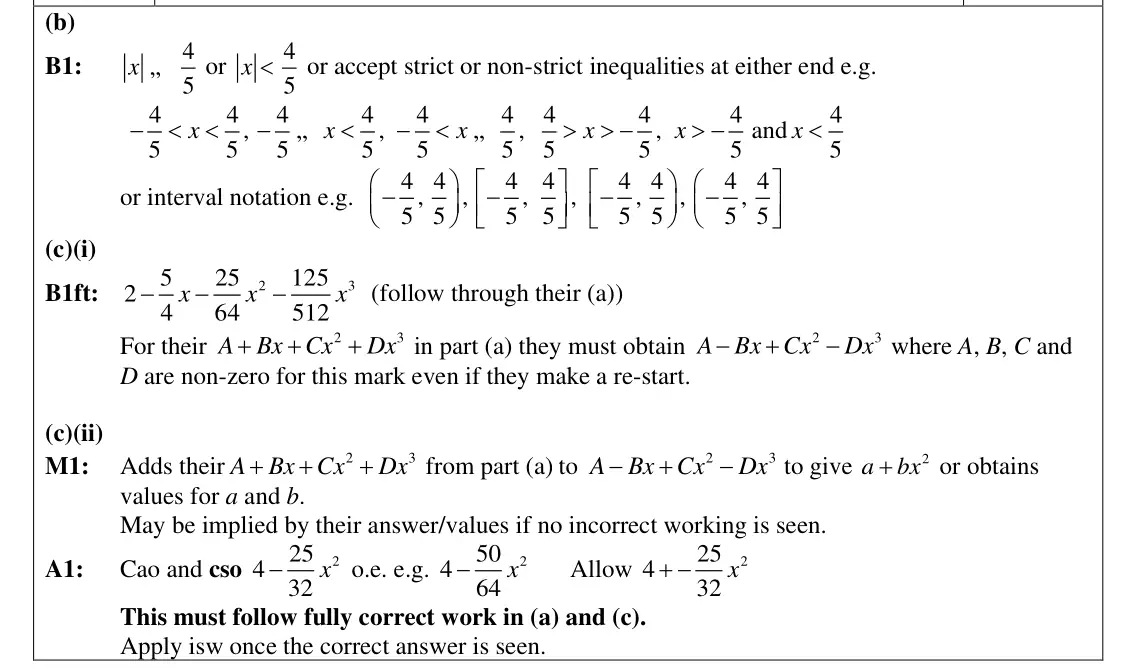 (b)
B1: |x| ,, 4/5 or |x| < 4/5 or accept strict or non-strict inequalities at either end e.g.
−4/5 < x < 4/5, −4/5 ,, x < 4/5, −4/5 < x ,, 4/5, 4/5 > x > −4/5, x > −4/5 and x < 4/5
or interval notation e.g. (−4/5, 4/5), [−4/5, 4/5], [−4/5, 4/5), (−4/5, 4/5]
(c)(i)
B1ft: 2 − 5/4 x − 25/64 x² − 125/512 x³ (follow through their (a))
For their A + Bx + Cx² + Dx³ in part (a) they must obtain A − Bx + Cx² − Dx³ where A, B, C and
D are non-zero for this mark even if they make a re-start.
(c)(ii)
M1: Adds their A + Bx + Cx² + Dx³ from part (a) to A − Bx + Cx² − Dx³ to give a + bx² or obtains
values for a and b.
May be implied by their answer/values if no incorrect working is seen.
A1: Cao and cso 4 − 25/32 x² o.e. e.g. 4 − 50/64 x² Allow 4 + − 25/32 x²
This must follow fully correct work in (a) and (c).
Apply isw once the correct answer is seen.